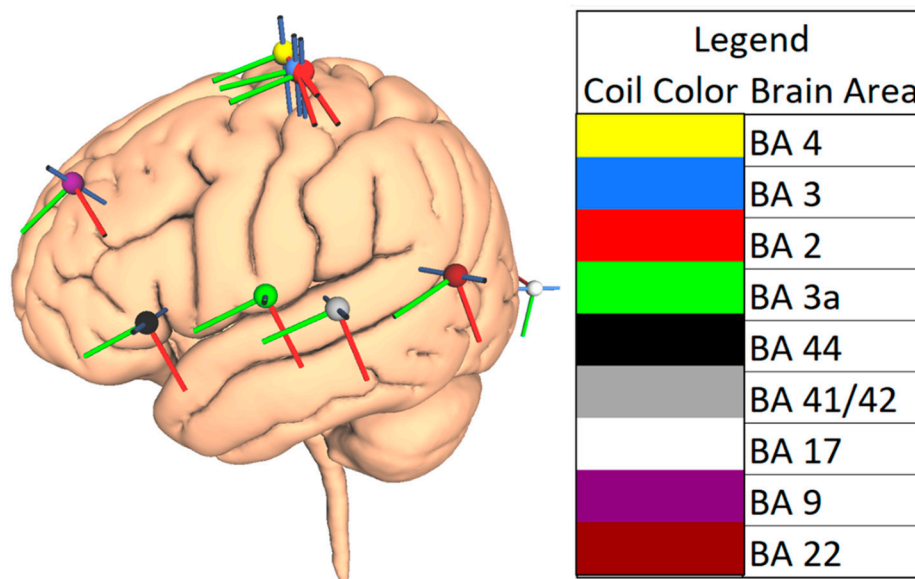 Legend
Coil Color Brain Area
BA 4
BA 3
BA 2
BA 3a
BA 44
BA 41/42
BA 17
BA 9
BA 22